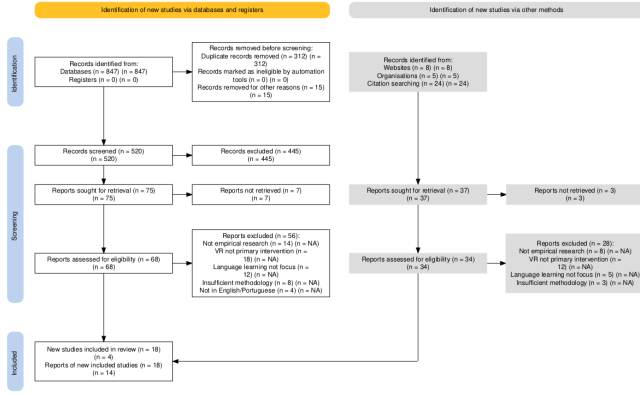 Identification of new studies via databases and registers
Identification of new studies via other methods
Identification
Records identified from:
Databases (n = 847) (n = 847)
Registers (n = 0) (n = 0)
Records removed before screening:
Duplicate records removed (n = 312) (n =
312)
Records marked as ineligible by automation
tools (n = 0) (n = 0)
Records removed for other reasons (n = 15)
(n = 15)
Records identified from:
Websites (n = 8) (n = 8)
Organisations (n = 5) (n = 5)
Citation searching (n = 24) (n = 24)
Screening
Records screened (n = 520)
(n = 520)
Records excluded (n = 445)
(n = 445)
Reports sought for retrieval (n = 75)
(n = 75)
Reports not retrieved (n = 7)
(n = 7)
Reports sought for retrieval (n = 37)
(n = 37)
Reports not retrieved (n = 3)
(n = 3)
Reports assessed for eligibility (n = 68)
(n = 68)
Reports excluded (n = 56):
Not empirical research (n = 14) (n = NA)
VR not primary intervention (n =
18) (n = NA)
Language learning not focus (n =
12) (n = NA)
Insufficient methodology (n = 8) (n = NA)
Not in English/Portuguese (n = 4) (n = NA)
Reports assessed for eligibility (n = 34)
(n = 34)
Reports excluded (n = 28):
Not empirical research (n = 8) (n = NA)
VR not primary intervention (n =
12) (n = NA)
Language learning not focus (n = 5) (n = NA)
Insufficient methodology (n = 3) (n = NA)
Included
New studies included in review (n = 18)
(n = 4)
Reports of new included studies (n = 18)
(n = 14)